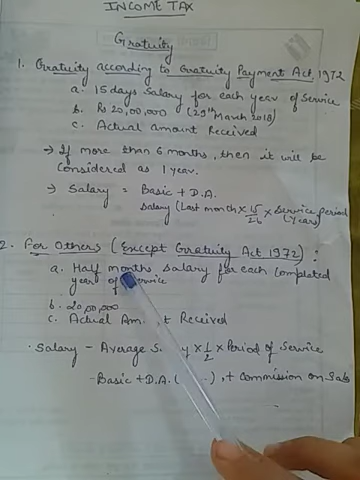 INCOME TAX
Gratuity
1. Gratuity according to Gratuity Payment Act, 1972
a. 15 days Salary for each year of Service
b. Rs 20,00,000 (29th March 2018)
c. Actual amount Received
→ If more than 6 months, then it will be
considered as 1 year.
→ Salary = Basic + D.A.
Salary (Last month × 15/26 × Service period
(Years)
2. For Others (Except Gratuity Act 1972) :
a. Half months Salary for each Completed
year of Service
b. 20,00,000
c. Actual Am t Received
Salary - Average S y × 1/2 × Period of Service
- Basic + D.A. ( ), + Commission on Sales